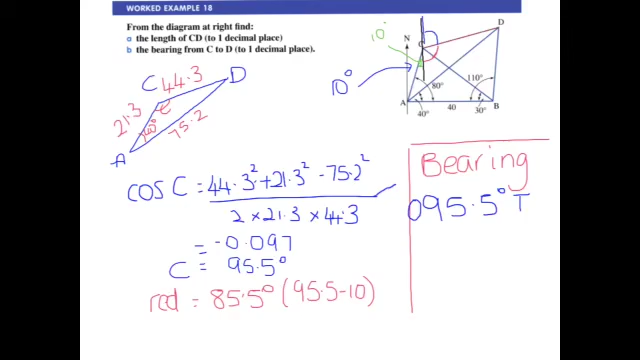 WORKED EXAMPLE 18
From the diagram at right find:
a the length of CD (to 1 decimal place)
b the bearing from C to D (to 1 decimal place).
10°
N
C
D
110°
80°
40°
40
30°
A
B
10°
C 44.3 D
21.3
75.2
A
cos C = 44.3² + 21.3² - 75.2²
2 × 21.3 × 44.3
= -0.097
C = 95.5°
red = 85.5° (95.5-10)
Bearing
095.5° T